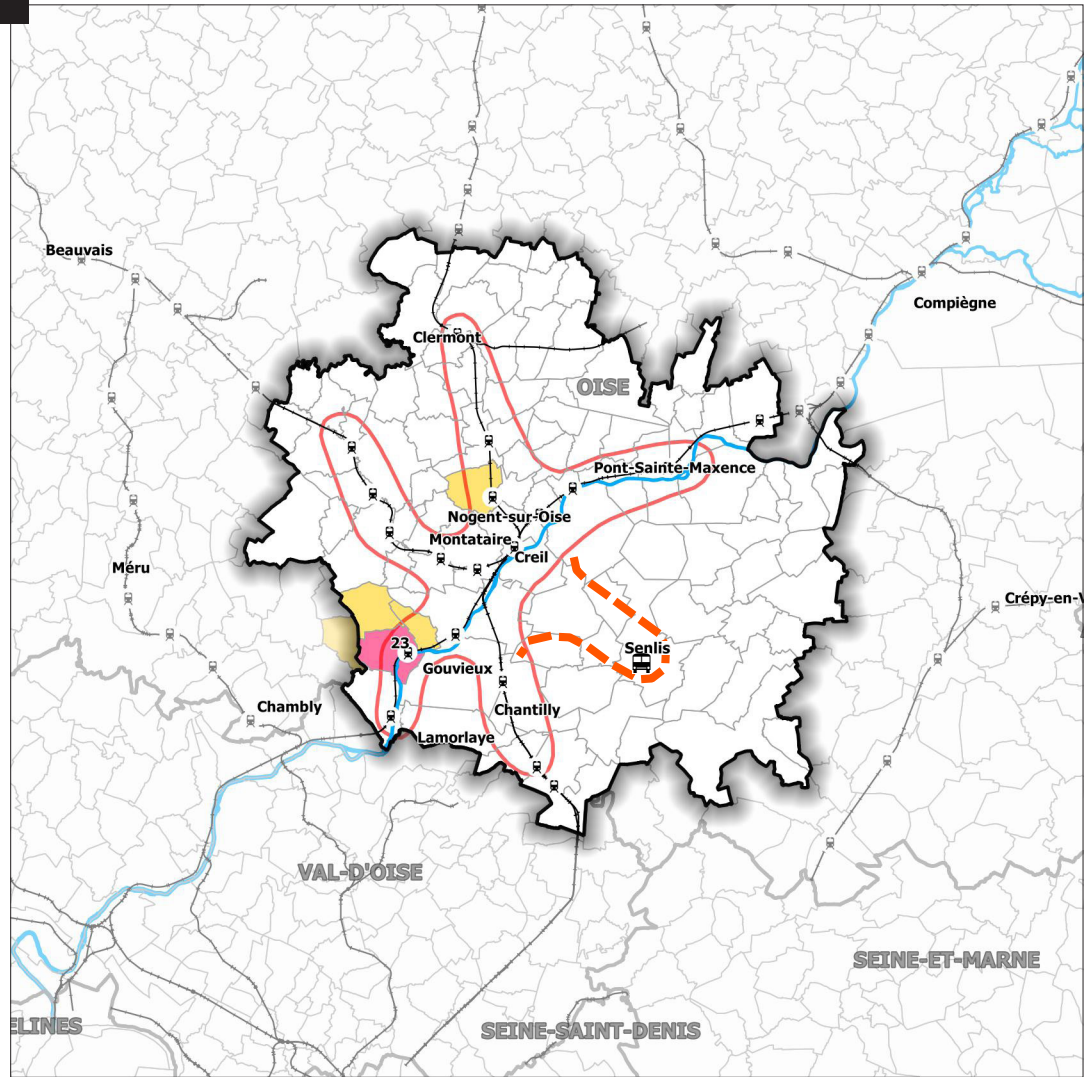 Beauvais
Compiègne
Clermont
OISE
Pont-Sainte-Maxence
Nogent-sur-Oise
Montataire
Creil
Méru
Crépy-en-V
23
Senlis
Gouvieux
Chambly
Chantilly
Lamorlaye
VAL-D'OISE
SEINE-ET-MARNE
ELINES
SEINE-SAINT-DENIS